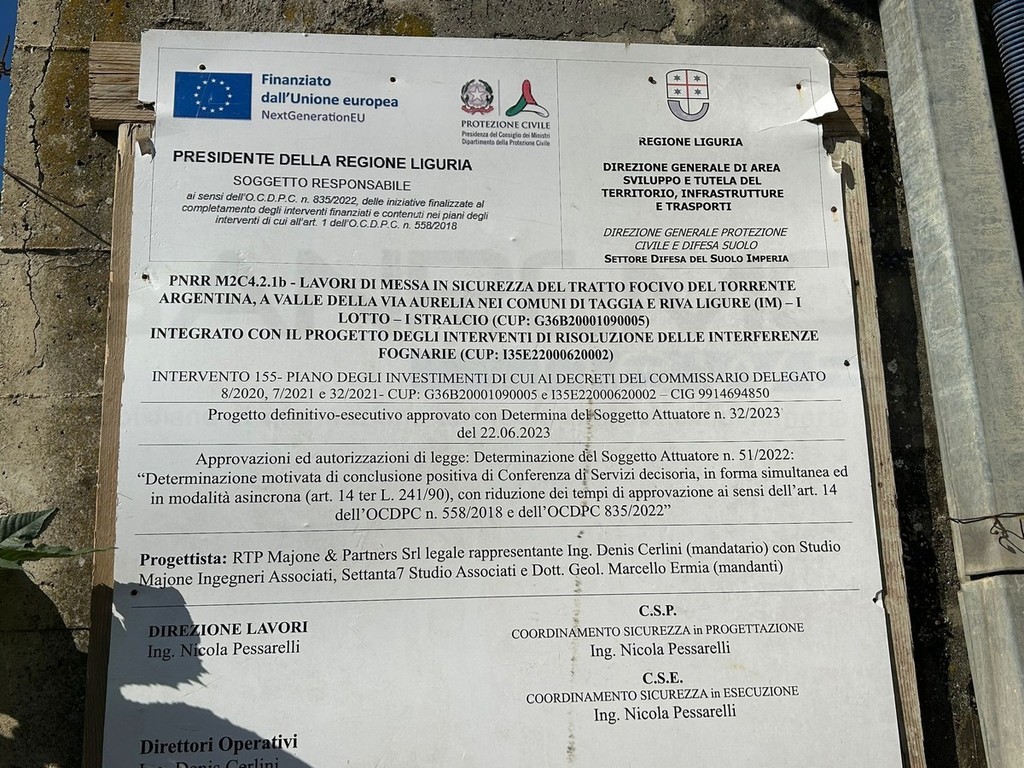 Finanziato
dall'Unione europea
NextGenerationEU
PROTEZIONE CIVILE
Presidenza del Consiglio dei Ministri
Dipartimento della Protezione Civile
PRESIDENTE DELLA REGIONE LIGURIA
SOGGETTO RESPONSABILE
ai sensi dell'O.C.D.P.C. n. 835/2022, delle iniziative finalizzate al
completamento degli interventi finanziati e contenuti nei piani degli
interventi di cui all'art. 1 dell'O.C.D.P.C. n. 558/2018
REGIONE LIGURIA
DIREZIONE GENERALE DI AREA
SVILUPPO E TUTELA DEL
TERRITORIO, INFRASTRUTTURE
E TRASPORTI
DIREZIONE GENERALE PROTEZIONE
CIVILE E DIFESA SUOLO
SETTORE DIFESA DEL SUOLO IMPERIA
PNRR M2C4.2.1b - LAVORI DI MESSA IN SICUREZZA DEL TRATTO FOCIVO DEL TORRENTE
ARGENTINA, A VALLE DELLA VIA AURELIA NEI COMUNI DI TAGGIA E RIVA LIGURE (IM) – I
LOTTO – I STRALCIO (CUP: G36B20001090005)
INTEGRATO CON IL PROGETTO DEGLI INTERVENTI DI RISOLUZIONE DELLE INTERFERENZE
FOGNARIE (CUP: I35E22000620002)
INTERVENTO 155- PIANO DEGLI INVESTIMENTI DI CUI AI DECRETI DEL COMMISSARIO DELEGATO
8/2020, 7/2021 e 32/2021- CUP: G36B20001090005 e I35E22000620002 – CIG 9914694850
Progetto definitivo-esecutivo approvato con Determina del Soggetto Attuatore n. 32/2023
del 22.06.2023
Approvazioni ed autorizzazioni di legge: Determinazione del Soggetto Attuatore n. 51/2022:
“Determinazione motivata di conclusione positiva di Conferenza di Servizi decisoria, in forma simultanea ed
in modalità asincrona (art. 14 ter L. 241/90), con riduzione dei tempi di approvazione ai sensi dell'art. 14
dell'OCDPC n. 558/2018 e dell'OCDPC 835/2022”
Progettista: RTP Majone & Partners Srl legale rappresentante Ing. Denis Cerlini (mandatario) con Studio
Majone Ingegneri Associati, Settanta7 Studio Associati e Dott. Geol. Marcello Ermia (mandanti)
DIREZIONE LAVORI
Ing. Nicola Pessarelli
C.S.P.
COORDINAMENTO SICUREZZA in PROGETTAZIONE
Ing. Nicola Pessarelli
C.S.E.
COORDINAMENTO SICUREZZA in ESECUZIONE
Ing. Nicola Pessarelli
Direttori Operativi
Ing. Denis Cerlini